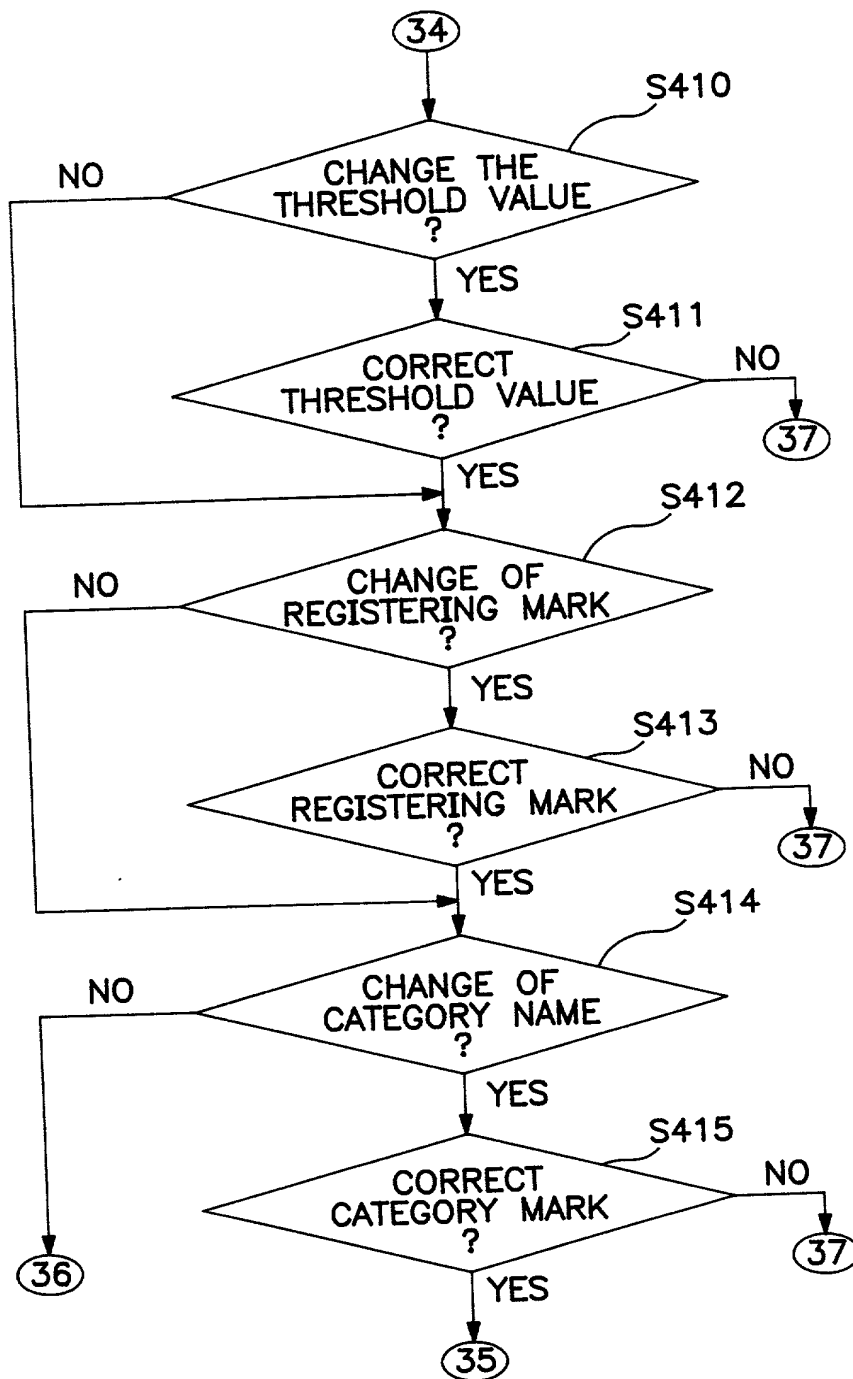 34
S410
NO
CHANGE THE
THRESHOLD VALUE
?
YES
S411
CORRECT
THRESHOLD VALUE
?
NO
37
YES
S412
NO
CHANGE OF
REGISTERING MARK
?
YES
S413
CORRECT
REGISTERING MARK
?
NO
37
YES
S414
NO
CHANGE OF
CATEGORY NAME
?
YES
S415
CORRECT
CATEGORY MARK
?
NO
37
36
YES
35